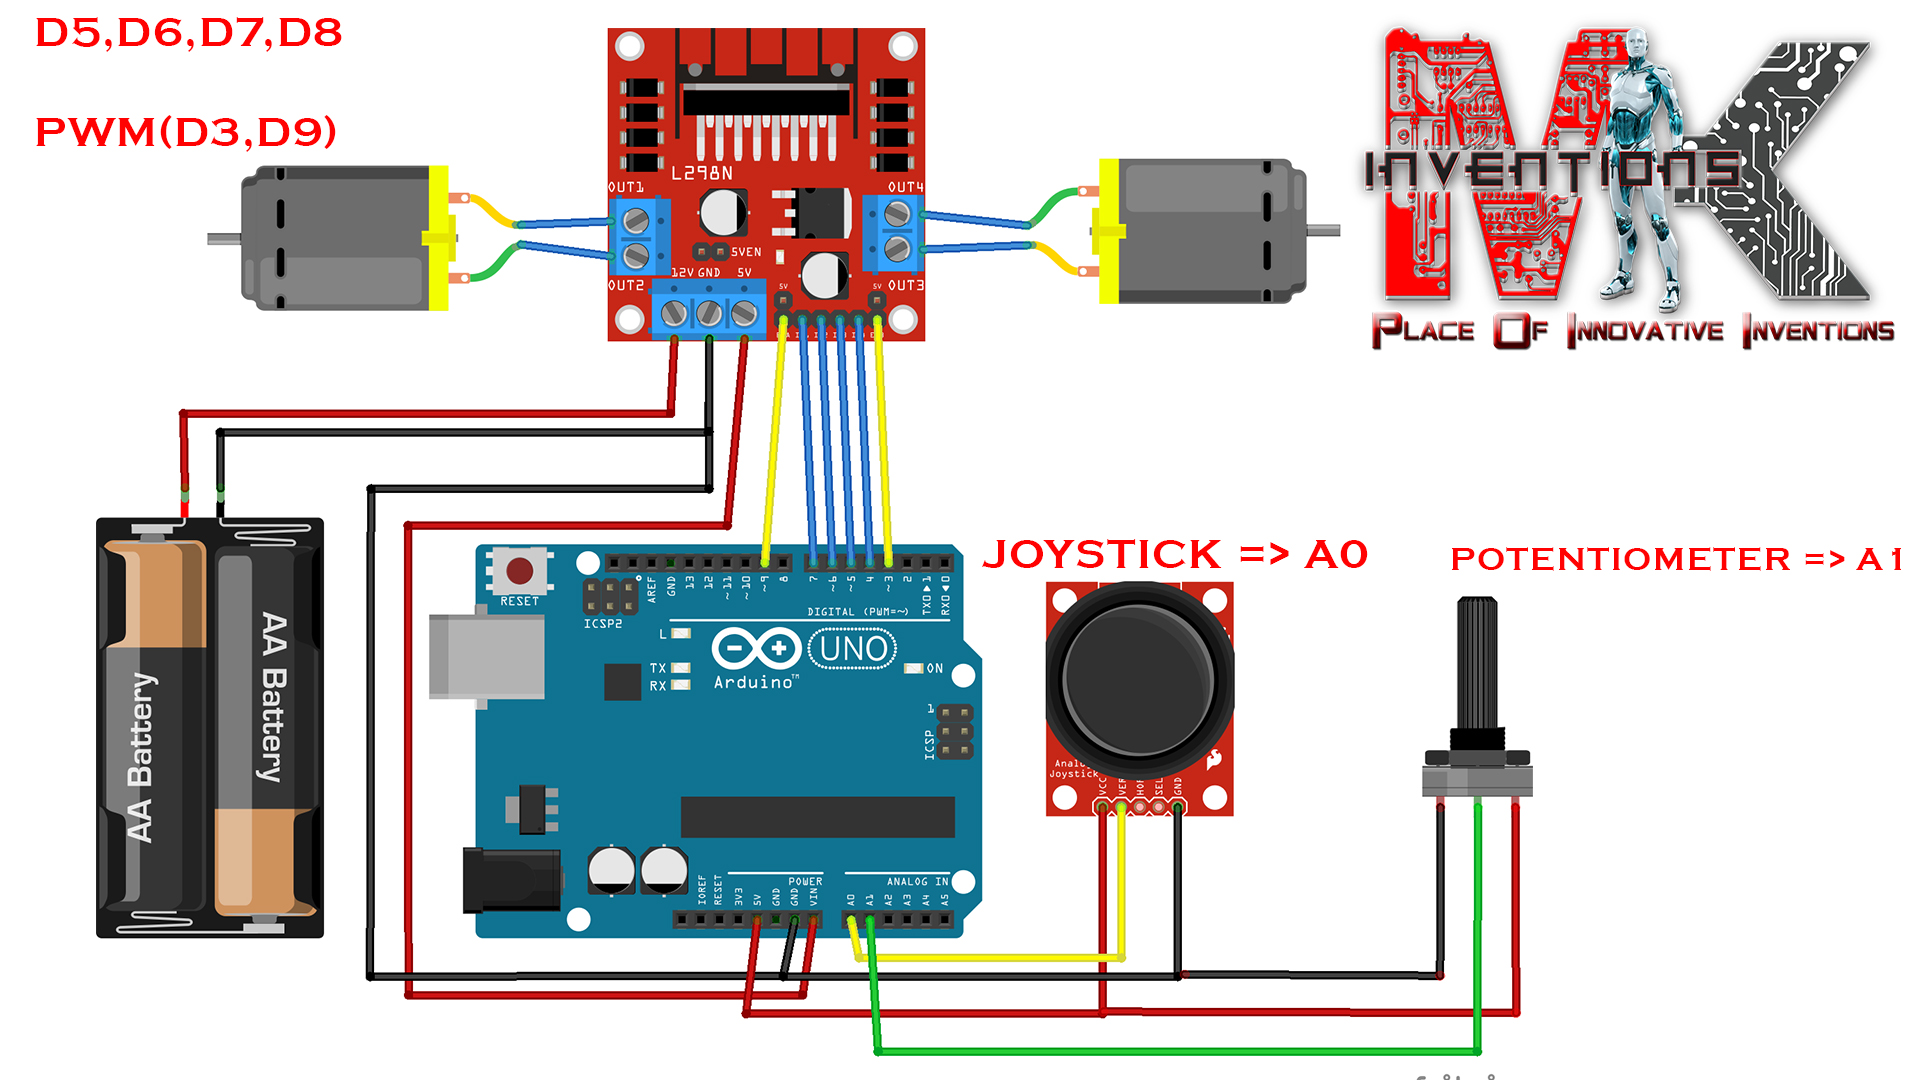 D5,D6,D7,D8
PWM(D3,D9)
INVENTIONS
PLACE OF INNOVATIVE INVENTIONS
L298N
OUT1
OUT4
5VEN
12V GND 5V
OUT2
OUT3
5V
5V
JOYSTICK => A0
POTENTIOMETER => A1
RESET
ICSP2
AREF
GND
13
12
~11
~10
~9
8
7
~6
~5
4
~3
2
TX0 1
RX0 0
DIGITAL (PWM=~)
L
TX
RX
UNO
Arduino™
ON
1
ICSP
AA Battery
AA Battery
Joystick
VCC
VER
HOR
SEL
GND
POWER
ANALOG IN
IOREF
RESET
3V3
5V
GND
GND
VIN
A0
A1
A2
A3
A4
A5